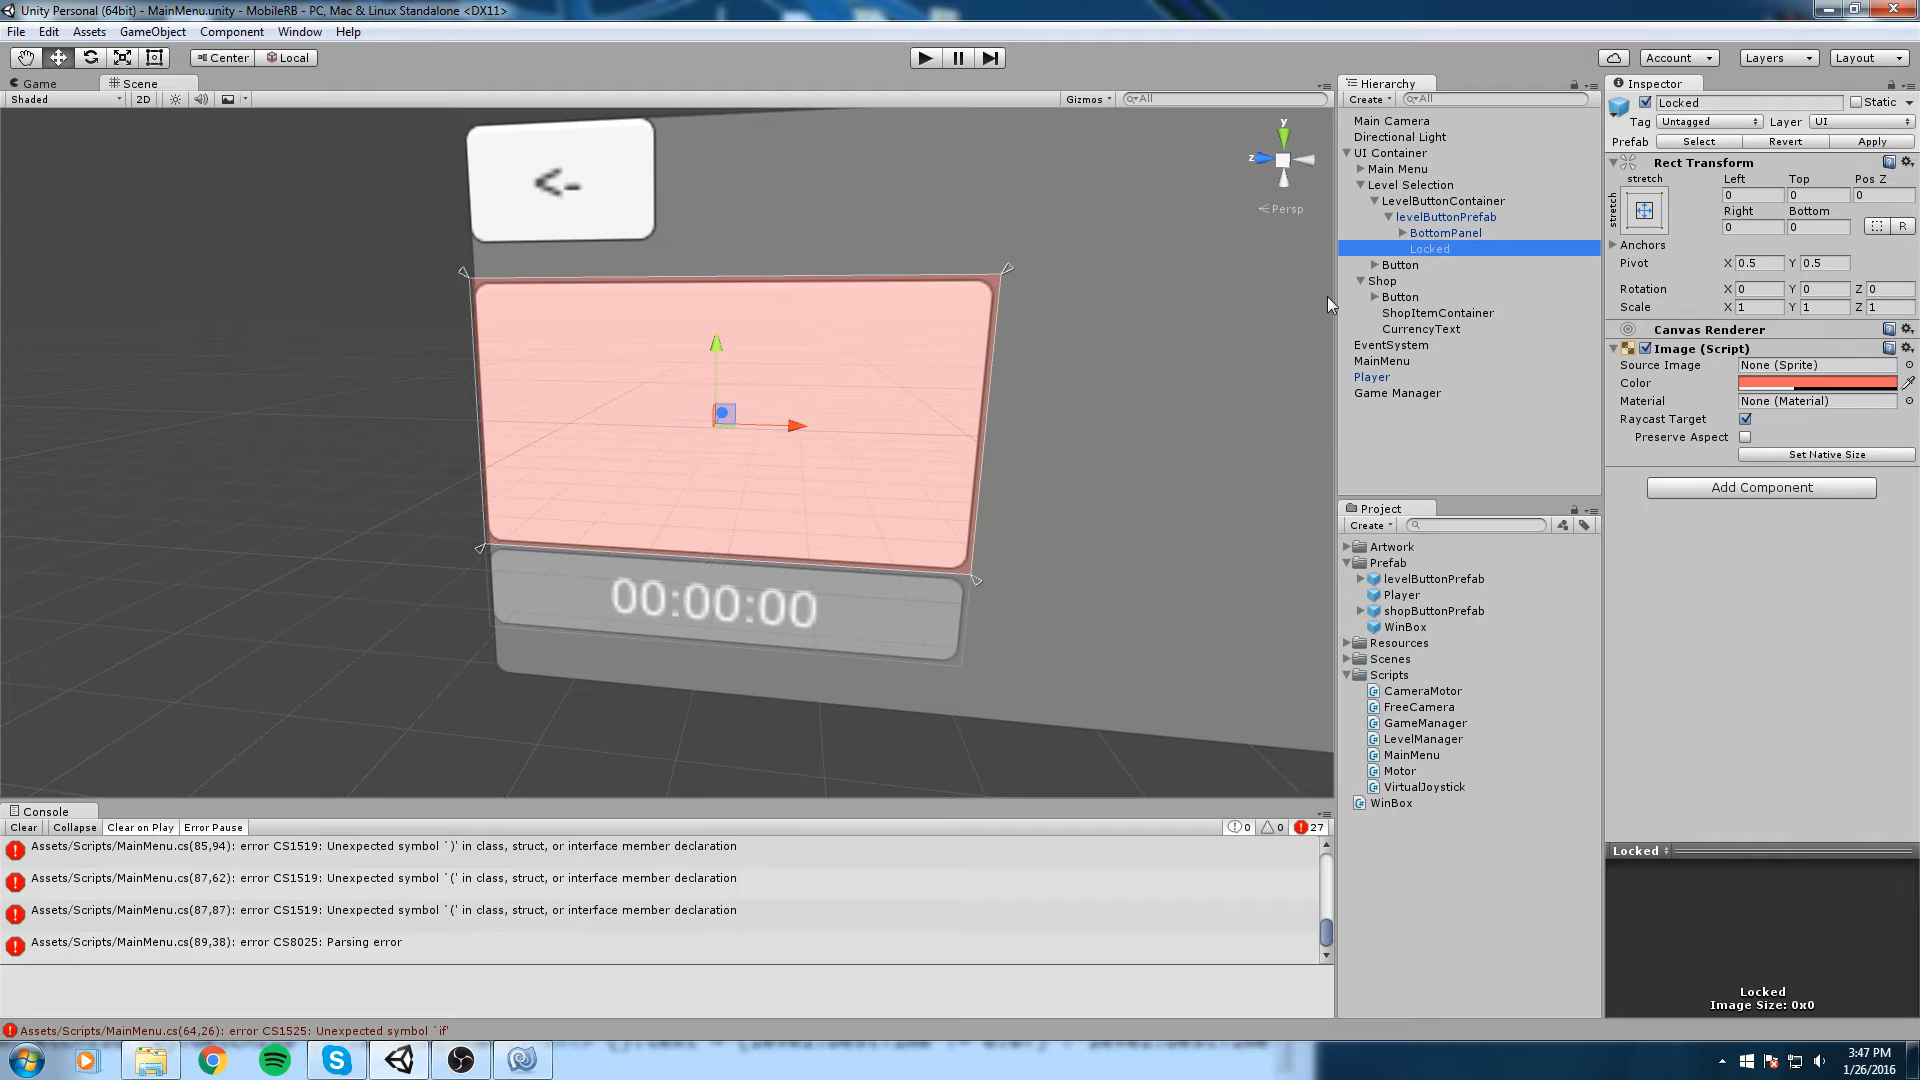 Unity Personal (64bit) - MainMenu.unity - MobileRB - PC, Mac & Linux Standalone <DX11>
File Edit Assets GameObject Component Window Help
Center Local Account Layers Layout
Game Scene
Shaded 2D Gizmos All
<-
y
z
Persp
00:00:00
Hierarchy
Create All
Main Camera
Directional Light
UI Container
Main Menu
Level Selection
LevelButtonContainer
levelButtonPrefab
BottomPanel
Locked
Button
Shop
Button
ShopItemContainer
CurrencyText
EventSystem
MainMenu
Player
Game Manager
Project
Create
Artwork
Prefab
levelButtonPrefab
Player
shopButtonPrefab
WinBox
Resources
Scenes
Scripts
CameraMotor
FreeCamera
GameManager
LevelManager
MainMenu
Motor
VirtualJoystick
WinBox
Inspector
Locked Static
Tag Untagged Layer UI
Prefab Select Revert Apply
Rect Transform
stretch Left Top Pos Z
stretch 0 0 0
Right Bottom
0 0 R
Anchors
Pivot X 0.5 Y 0.5
Rotation X 0 Y 0 Z 0
Scale X 1 Y 1 Z 1
Canvas Renderer
Image (Script)
Source Image None (Sprite)
Color
Material None (Material)
Raycast Target
Preserve Aspect
Set Native Size
Add Component
Locked
Locked
Image Size: 0x0
Console
Clear Collapse Clear on Play Error Pause 0 0 27
Assets/Scripts/MainMenu.cs(85,94): error CS1519: Unexpected symbol `)' in class, struct, or interface member declaration
Assets/Scripts/MainMenu.cs(87,62): error CS1519: Unexpected symbol `(' in class, struct, or interface member declaration
Assets/Scripts/MainMenu.cs(87,87): error CS1519: Unexpected symbol `(' in class, struct, or interface member declaration
Assets/Scripts/MainMenu.cs(89,38): error CS8025: Parsing error
Assets/Scripts/MainMenu.cs(64,26): error CS1525: Unexpected symbol `if'
3:47 PM
1/26/2016